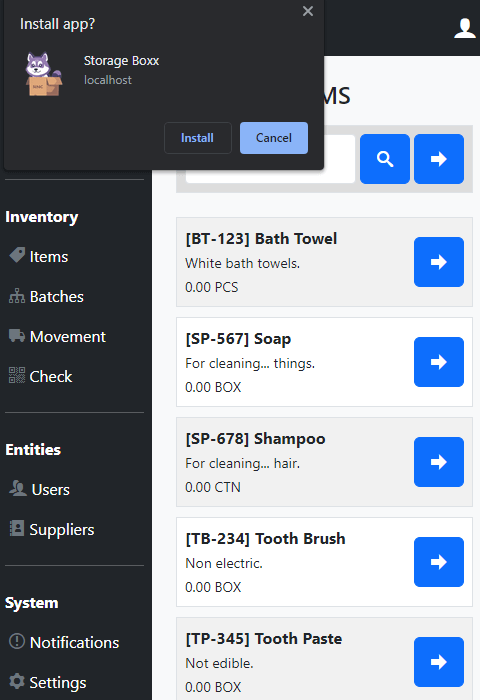 Install app?
Storage Boxx
localhost
Install
Cancel
MS
Inventory
Items
Batches
Movement
Check
Entities
Users
Suppliers
System
Notifications
Settings
[BT-123] Bath Towel
White bath towels.
0.00 PCS
[SP-567] Soap
For cleaning... things.
0.00 BOX
[SP-678] Shampoo
For cleaning... hair.
0.00 CTN
[TB-234] Tooth Brush
Non electric.
0.00 BOX
[TP-345] Tooth Paste
Not edible.
0.00 BOX